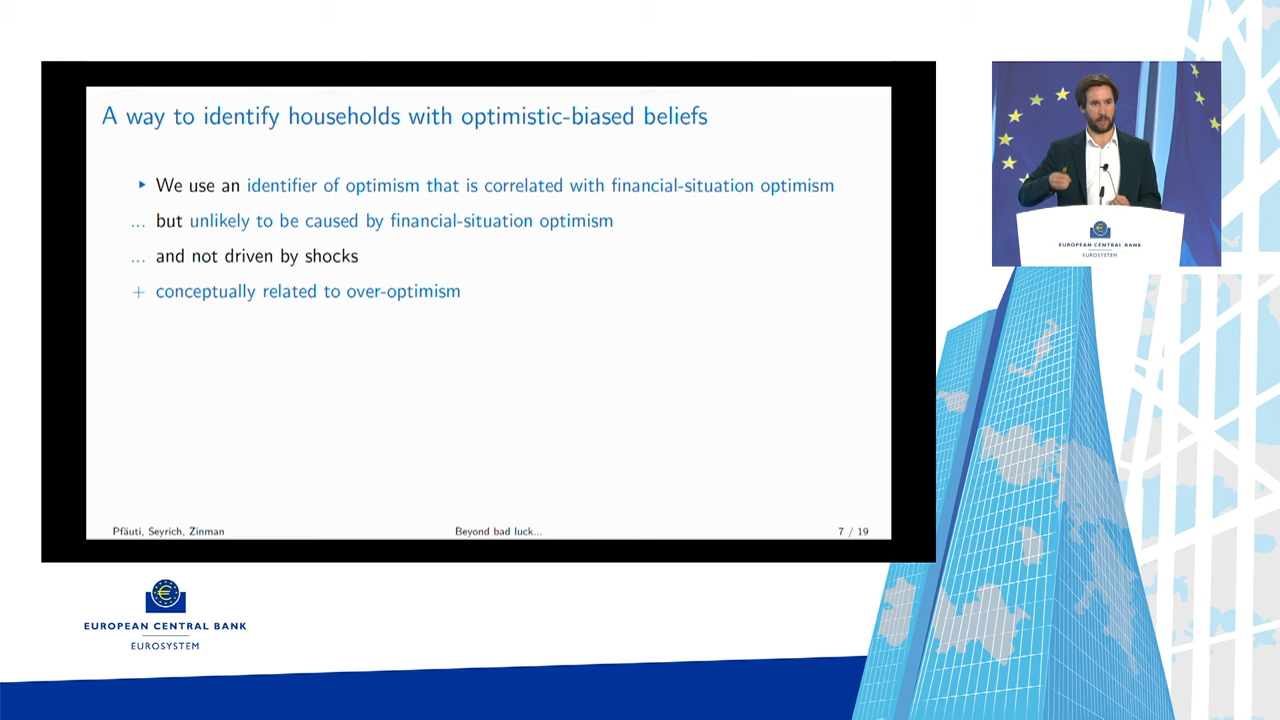 A way to identify households with optimistic-biased beliefs
▸ We use an identifier of optimism that is correlated with financial-situation optimism
... but unlikely to be caused by financial-situation optimism
... and not driven by shocks
+ conceptually related to over-optimism
Pfäuti, Seyrich, Zinman
Beyond bad luck...
7 / 19
EUROPEAN CENTRAL BANK
EUROSYSTEM
EUROPEAN CENTRAL BANK
EUROSYSTEM